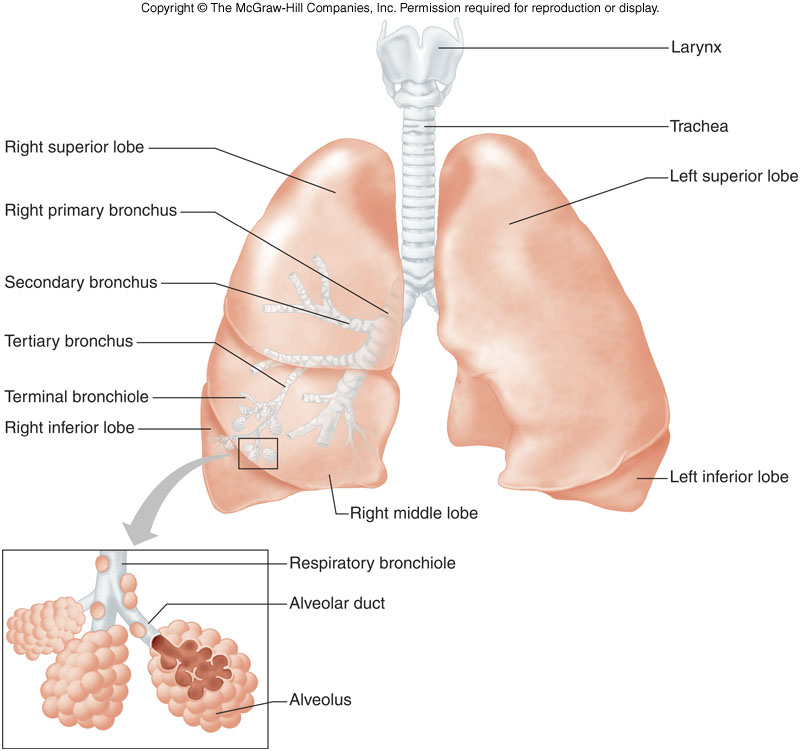 Copyright © The McGraw-Hill Companies, Inc. Permission required for reproduction or display.
Larynx
Trachea
Right superior lobe
Left superior lobe
Right primary bronchus
Secondary bronchus
Tertiary bronchus
Terminal bronchiole
Right inferior lobe
Left inferior lobe
Right middle lobe
Respiratory bronchiole
Alveolar duct
Alveolus